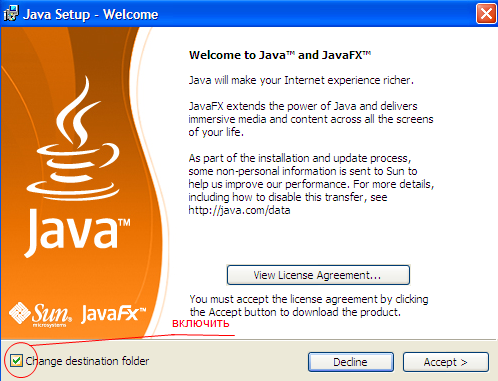 Java Setup - Welcome
Welcome to Java™ and JavaFX™
Java will make your Internet experience richer.
JavaFX extends the power of Java and delivers
immersive media and content across all the screens
of your life.
As part of the installation and update process,
some non-personal information is sent to Sun to
help us improve our performance. For more details,
including how to disable this transfer, see
http://java.com/data
Java™
Sun
microsystems
JavaFX™
View License Agreement...
You must accept the license agreement by clicking
the Accept button to download the product.
включить
Change destination folder
Decline
Accept >